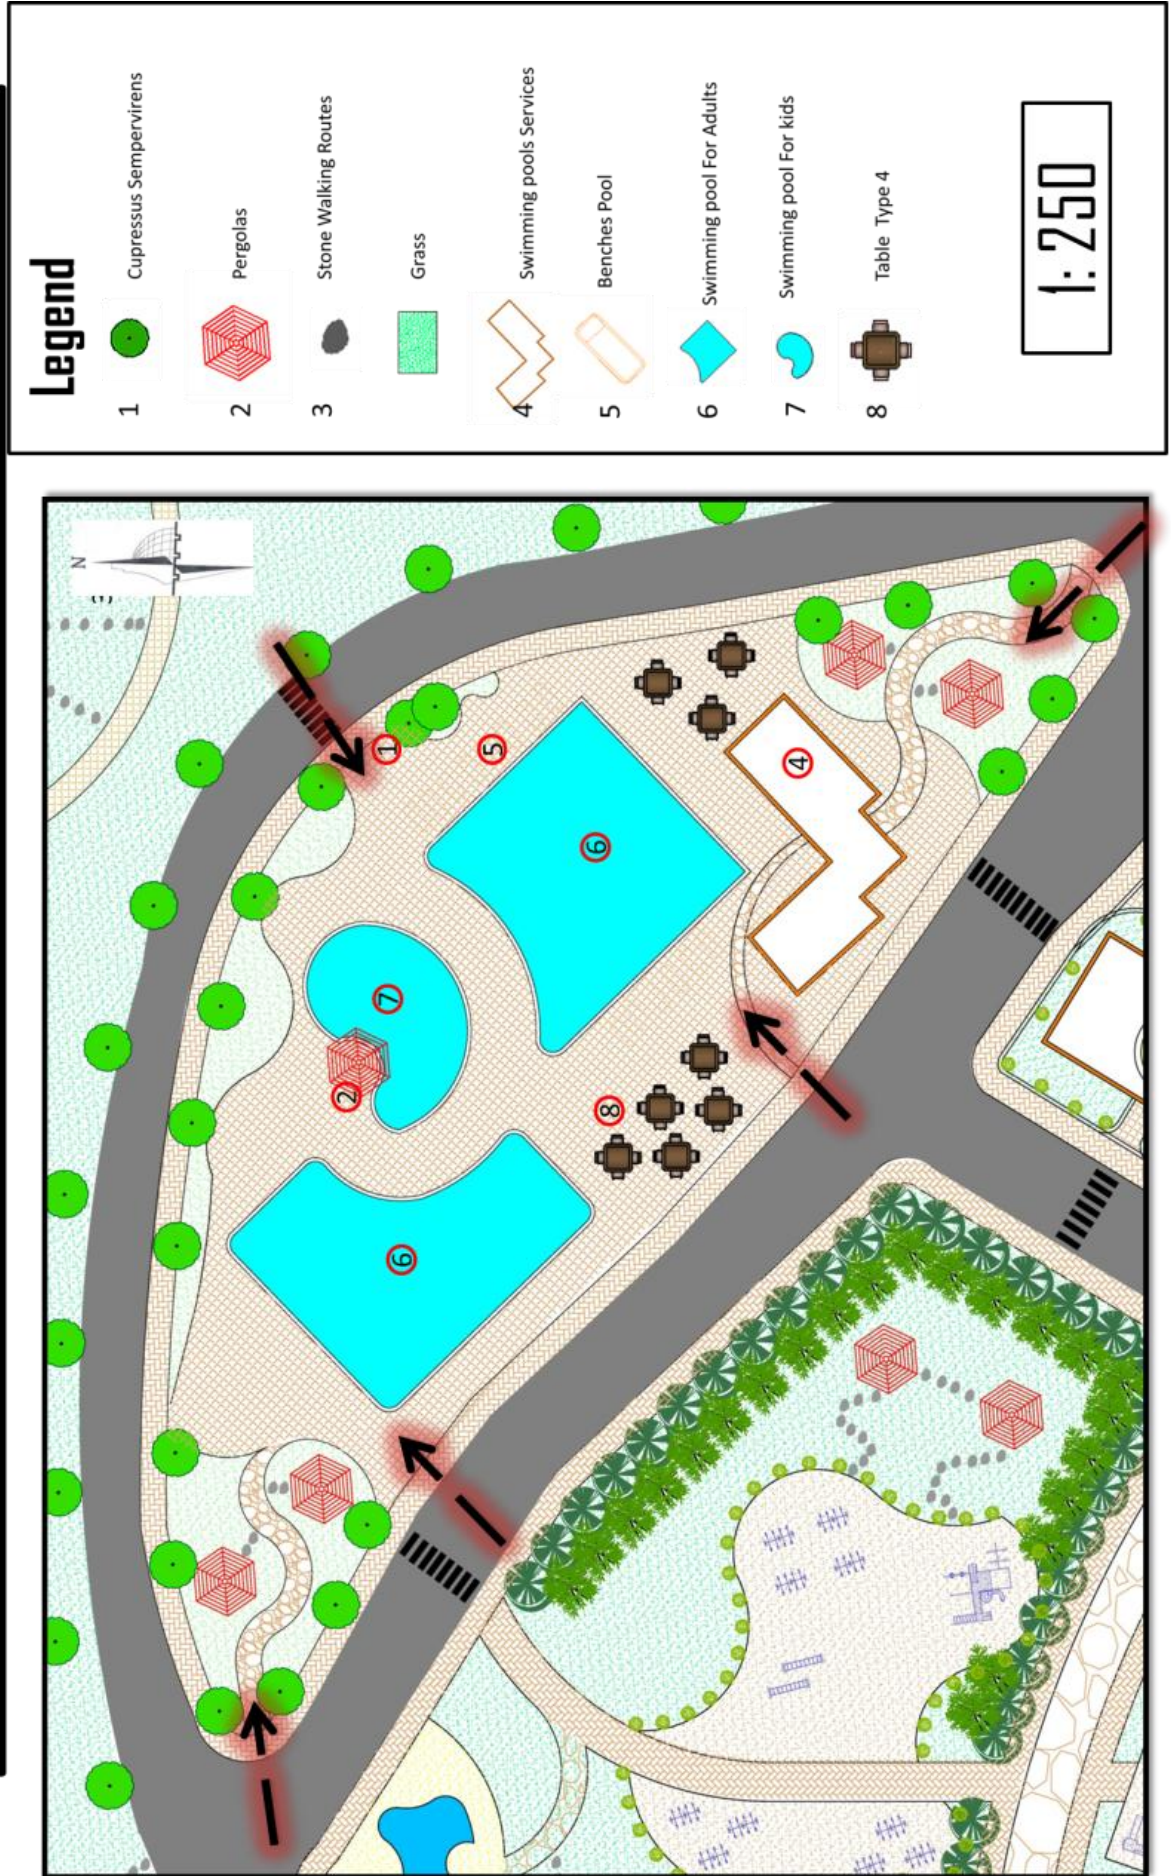 Legend
1 Cupressus Sempervirens
2 Pergolas
3 Stone Walking Routes
Grass
4 Swimming pools Services
5 Benches Pool
6 Swimming pool For Adults
7 Swimming pool For kids
8 Table Type 4
1: 250
N
1
5
6
4
7
2
8
6